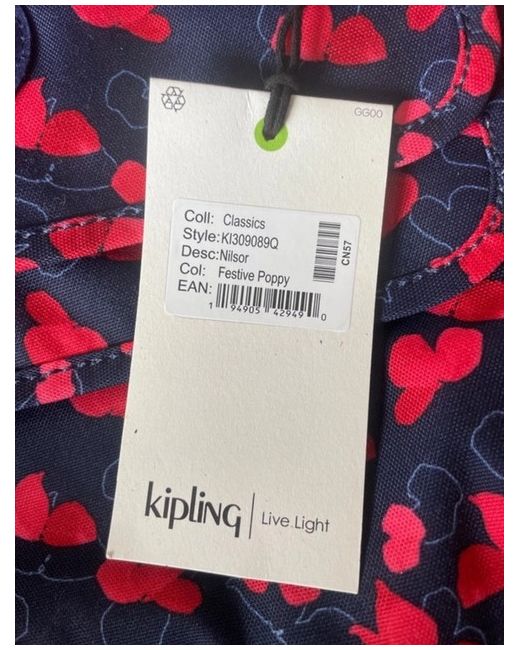 GG00
Coll: Classics
Style:KI309089Q
Desc:Nilsor
Col: Festive Poppy
EAN:
1 94905 42949 0
CN57
kipling | Live.Light